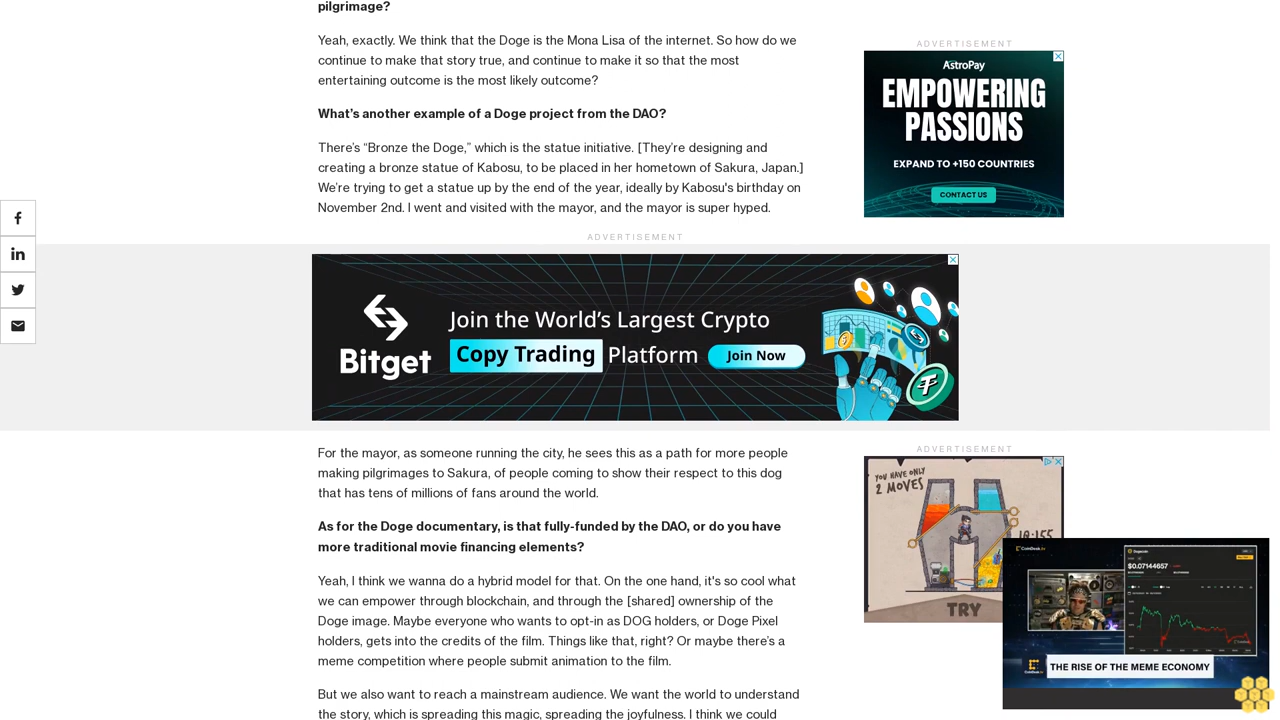 pilgrimage?
Yeah, exactly. We think that the Doge is the Mona Lisa of the internet. So how do we
continue to make that story true, and continue to make it so that the most
entertaining outcome is the most likely outcome?
What’s another example of a Doge project from the DAO?
There’s “Bronze the Doge,” which is the statue initiative. [They’re designing and
creating a bronze statue of Kabosu, to be placed in her hometown of Sakura, Japan.]
We’re trying to get a statue up by the end of the year, ideally by Kabosu's birthday on
November 2nd. I went and visited with the mayor, and the mayor is super hyped.
ADVERTISEMENT
AstroPay
EMPOWERING
PASSIONS
EXPAND TO +150 COUNTRIES
CONTACT US
ADVERTISEMENT
Bitget
Join the World’s Largest Crypto
Copy Trading Platform
Join Now
For the mayor, as someone running the city, he sees this as a path for more people
making pilgrimages to Sakura, of people coming to show their respect to this dog
that has tens of millions of fans around the world.
As for the Doge documentary, is that fully-funded by the DAO, or do you have
more traditional movie financing elements?
Yeah, I think we wanna do a hybrid model for that. On the one hand, it's so cool what
we can empower through blockchain, and through the [shared] ownership of the
Doge image. Maybe everyone who wants to opt-in as DOG holders, or Doge Pixel
holders, gets into the credits of the film. Things like that, right? Or maybe there’s a
meme competition where people submit animation to the film.
But we also want to reach a mainstream audience. We want the world to understand
the story, which is spreading this magic, spreading the joyfulness. I think we could
ADVERTISEMENT
YOU HAVE ONLY
2 MOVES
TRY
CoinDesk.tv
Dogecoin
$0.07144657
THE RISE OF THE MEME ECONOMY